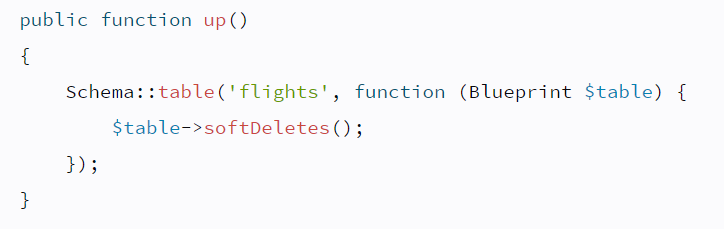 public function up()
{
    Schema::table('flights', function (Blueprint $table) {
        $table->softDeletes();
    });
}